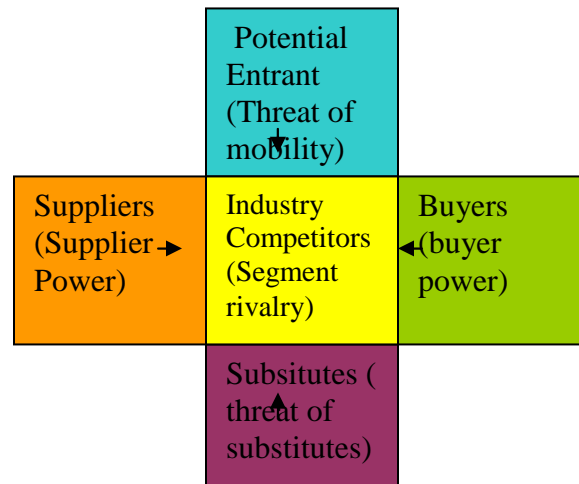 Potential
Entrant
(Threat of
mobility)
Suppliers
(Supplier
Power)
Industry
Competitors
(Segment
rivalry)
Buyers
(buyer
power)
Subsitutes (
threat of
substitutes)